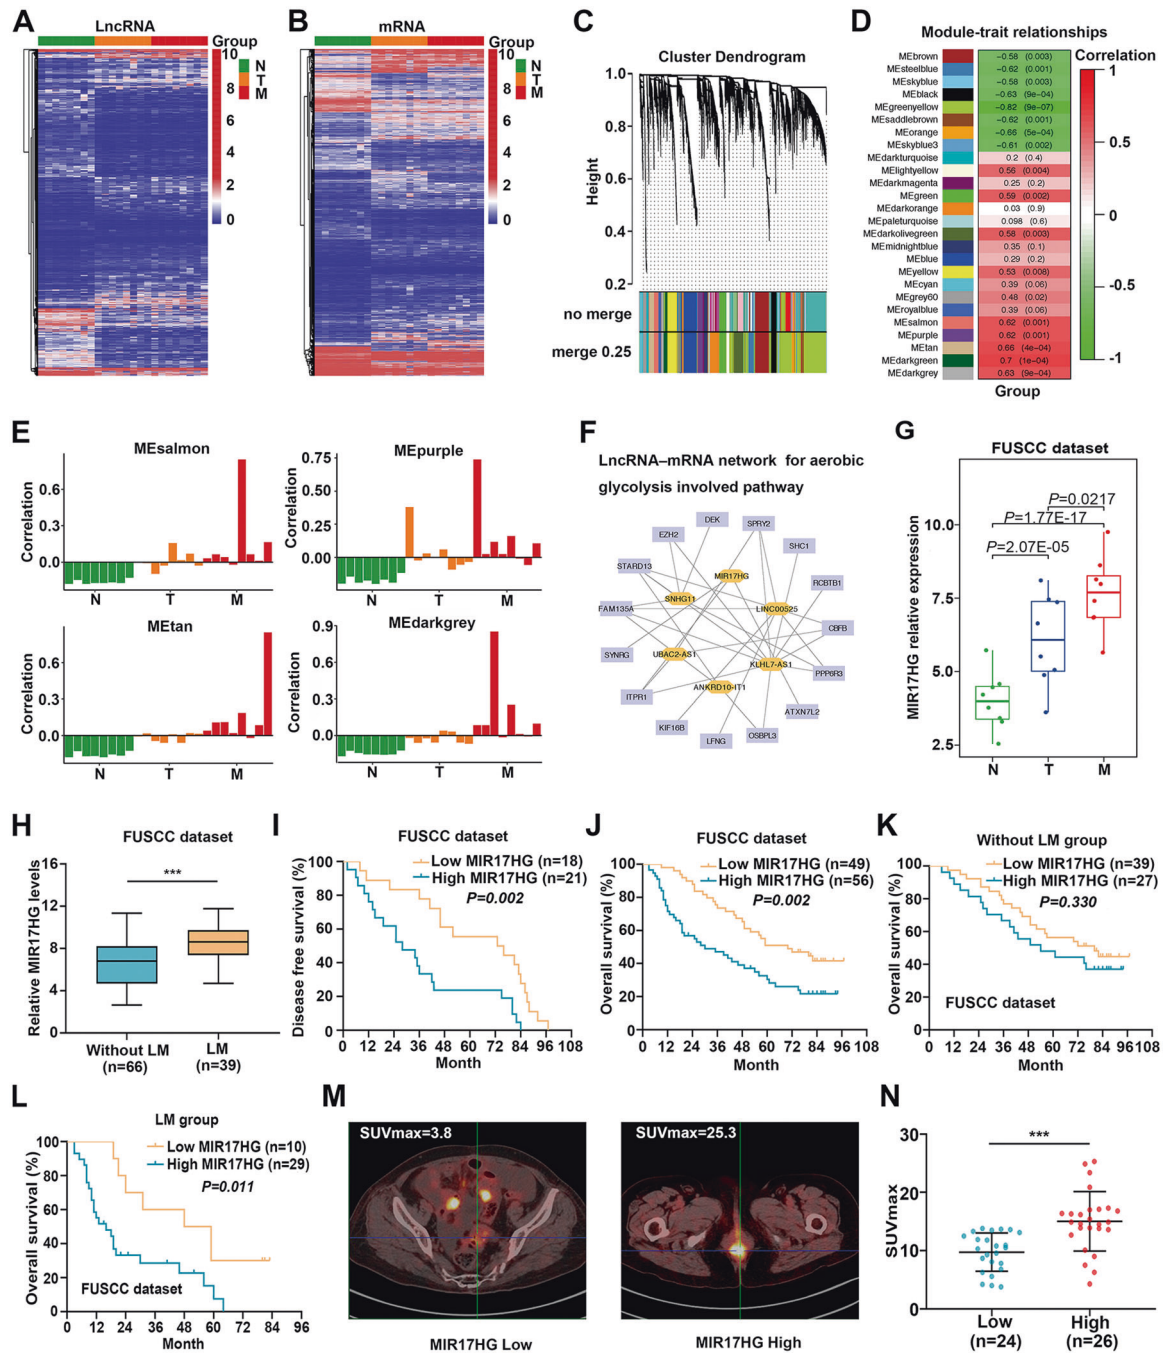 A
LncRNA
Group
N
T
M
10
8
6
4
2
0
B
mRNA
Group
N
T
M
10
8
6
4
2
0
C
Cluster Dendrogram
Height
1.0
0.8
0.6
0.4
0.2
no merge
merge 0.25
D
Module-trait relationships
Correlation
MEbrown −0.58 (0.003)
MEsteelblue −0.62 (0.001)
MEskyblue −0.58 (0.003)
MEblack −0.63 (9e−04)
MEgreenyellow −0.82 (9e−07)
MEsaddlebrown −0.62 (0.001)
MEorange −0.66 (5e−04)
MEskyblue3 −0.61 (0.002)
MEdarkturquoise 0.2 (0.4)
MElightyellow 0.56 (0.004)
MEdarkmagenta 0.25 (0.2)
MEgreen 0.59 (0.002)
MEdarkorange 0.03 (0.9)
MEpaleturquoise 0.098 (0.6)
MEdarkolivegreen 0.58 (0.003)
MEmidnightblue 0.35 (0.1)
MEblue 0.29 (0.2)
MEyellow 0.53 (0.008)
MEcyan 0.39 (0.06)
MEgrey60 0.48 (0.02)
MEroyalblue 0.39 (0.06)
MEsalmon 0.62 (0.001)
MEpurple 0.62 (0.001)
MEtan 0.66 (4e−04)
MEdarkgreen 0.7 (1e−04)
MEdarkgrey 0.63 (9e−04)
Group
1
0.5
0
−0.5
-1
E
MEsalmon
Correlation
0.6
0.3
0.00
N T M
MEpurple
Correlation
0.75
0.50
0.25
0.00
N T M
MEtan
Correlation
0.6
0.3
0.0
N T M
MEdarkgrey
Correlation
0.9
0.6
0.3
0.0
N T M
F
LncRNA–mRNA network for aerobic
glycolysis involved pathway
DEK
SPRY2
EZH2
SHC1
STARD13
MIR17HG
RCBTB1
SNHG11
LINC00525
FAM135A
CBFB
SYNRG
UBAC2-AS1
KLHL7-AS1
PPP6R3
ITPR1
ANKRD10-IT1
ATXN7L2
KIF16B
LFNG
OSBPL3
G
FUSCC dataset
MIR17HG relative expression
P=0.0217
P=1.77E-17
P=2.07E-05
10.0
7.5
5.0
2.5
N T M
H
FUSCC dataset
Relative MIR17HG levels
***
16
12
8
4
0
Without LM LM
(n=66) (n=39)
I
FUSCC dataset
Low MIR17HG (n=18)
High MIR17HG (n=21)
P=0.002
Disease free survival (%)
100
80
60
40
20
0
0 12 24 36 48 60 72 84 96 108
Month
J
FUSCC dataset
Low MIR17HG (n=49)
High MIR17HG (n=56)
P=0.002
Overall survival (%)
100
80
60
40
20
0
0 12 24 36 48 60 72 84 96 108
Month
K
Without LM group
Low MIR17HG (n=39)
High MIR17HG (n=27)
P=0.330
Overall survival (%)
100
80
60
40
20
0
FUSCC dataset
0 12 24 36 48 60 72 84 96 108
Month
L
LM group
Low MIR17HG (n=10)
High MIR17HG (n=29)
P=0.011
Overall survival (%)
100
80
60
40
20
0
FUSCC dataset
0 12 24 36 48 60 72 84 96
Month
M
SUVmax=3.8
MIR17HG Low
SUVmax=25.3
MIR17HG High
N
***
SUVmax
30
20
10
0
Low High
(n=24) (n=26)